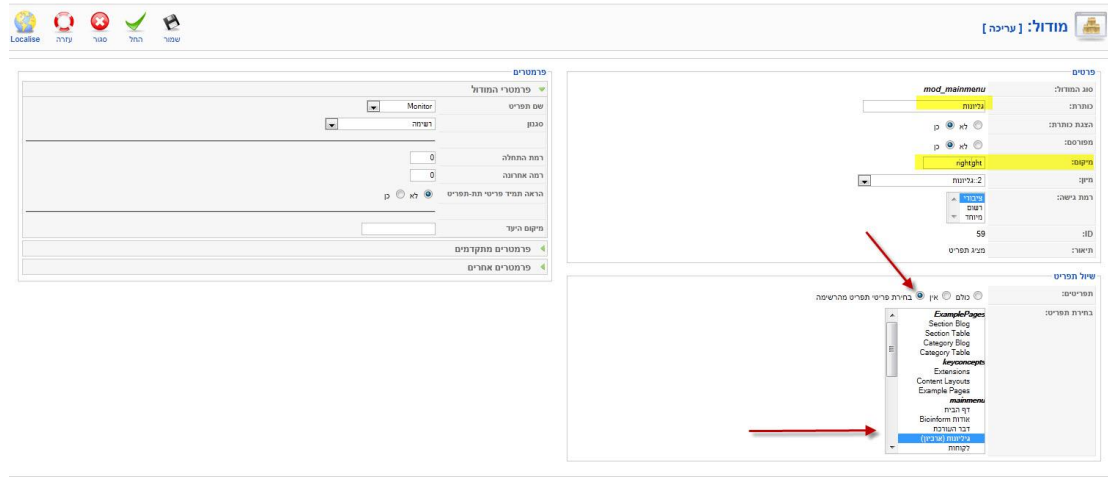 מודול: [ עריכה ]
שמור
החל
סגור
עזרה
Localise
פרטים
סוג המודול: mod_mainmenu
כותרת: גליונות
הצגת כותרת: לא כן
מפורסם: לא כן
מיקום: rightght
מיון: 2::גליונות
רמת גישה: ציבורי
רשום
מיוחד
ID: 59
תיאור: מציג תפריט
שיול תפריט
תפריטים: כולם אין בחירת פריטי תפריט מהרשימה
בחירת תפריט: ExamplePages
Section Blog
Section Table
Category Blog
Category Table
keyconcepts
Extensions
Content Layouts
Example Pages
mainmenu
דף הבית
אודות Bioinform
דבר העורכת
גיליונות (ארכיון)
לקוחות
פרמטרים
פרמטרי המודול
שם תפריט Monitor
סגנון רשימה
רמת התחלה 0
רמה אחרונה 0
הראה תמיד פריטי תת-תפריט לא כן
מיקום היעד
פרמטרים מתקדמים
פרמטרים אחרים